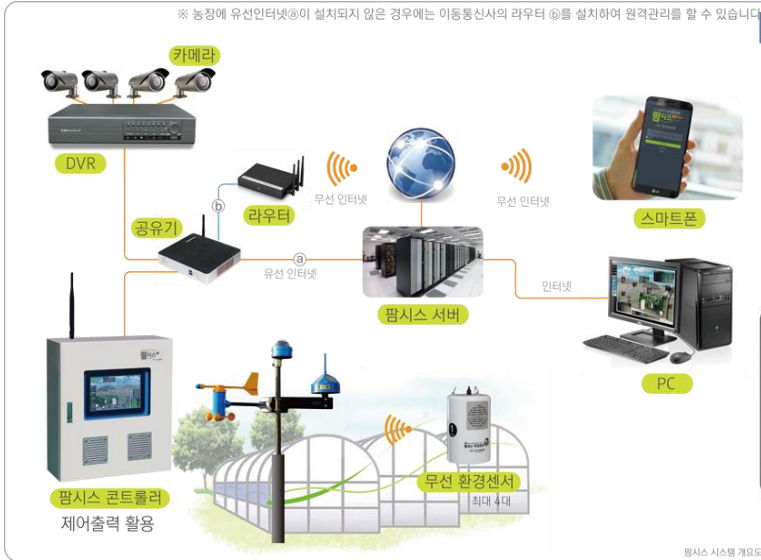 ※ 농장에 유선인터넷ⓐ이 설치되지 않은 경우에는 이동통신사의 라우터 ⓑ를 설치하여 원격관리를 할 수 있습니다
카메라
DVR
공유기
ⓑ
라우터
무선 인터넷
무선 인터넷
스마트폰
팜시스
ⓐ
유선 인터넷
팜시스 서버
인터넷
PC
팜시스
팜시스 콘트롤러
제어출력 활용
무선 환경센서
최대 4대
팜시스 시스템 개요도